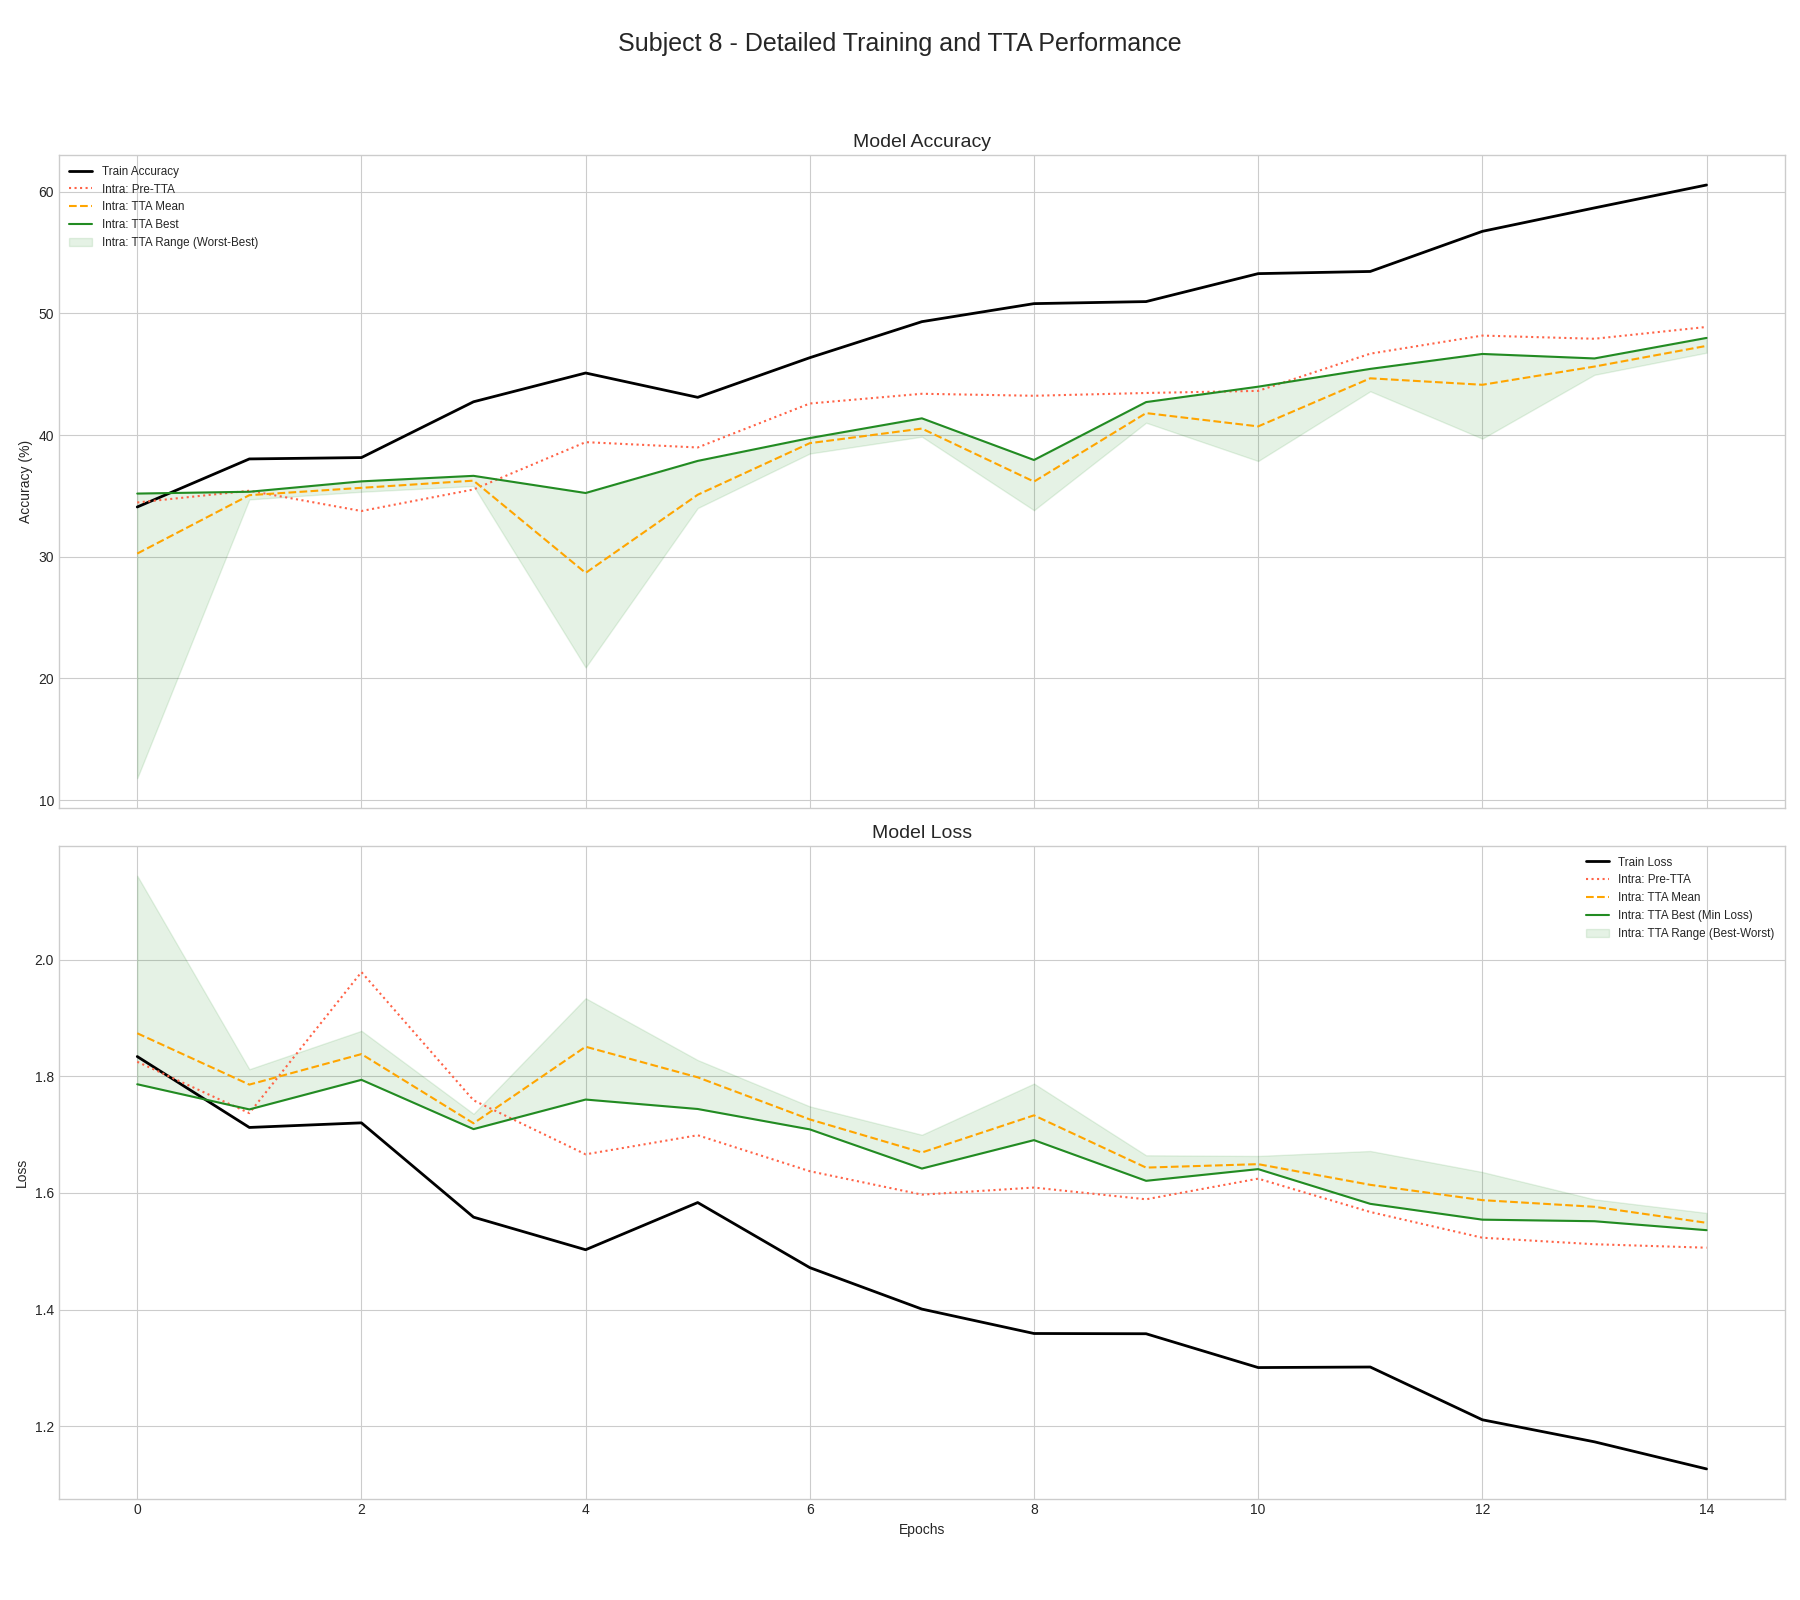 Subject 8 - Detailed Training and TTA Performance
Model Accuracy
Train Accuracy
Intra: Pre-TTA
Intra: TTA Mean
Intra: TTA Best
Intra: TTA Range (Worst-Best)
60
50
40
30
20
10
Accuracy (%)
Model Loss
Train Loss
Intra: Pre-TTA
Intra: TTA Mean
Intra: TTA Best (Min Loss)
Intra: TTA Range (Best-Worst)
2.0
1.8
1.6
1.4
1.2
Loss
0 2 4 6 8 10 12 14
Epochs